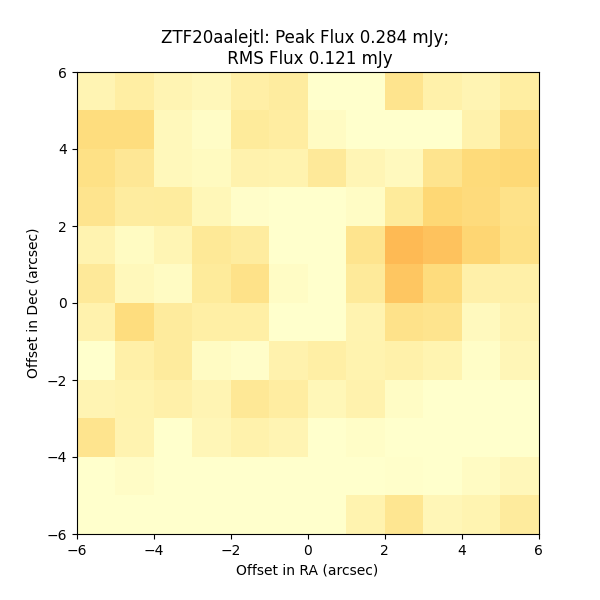 ZTF20aalejtl: Peak Flux 0.284 mJy;
RMS Flux 0.121 mJy
6
4
2
0
−2
−4
−6
Offset in Dec (arcsec)
−6 −4 −2 0 2 4 6
Offset in RA (arcsec)